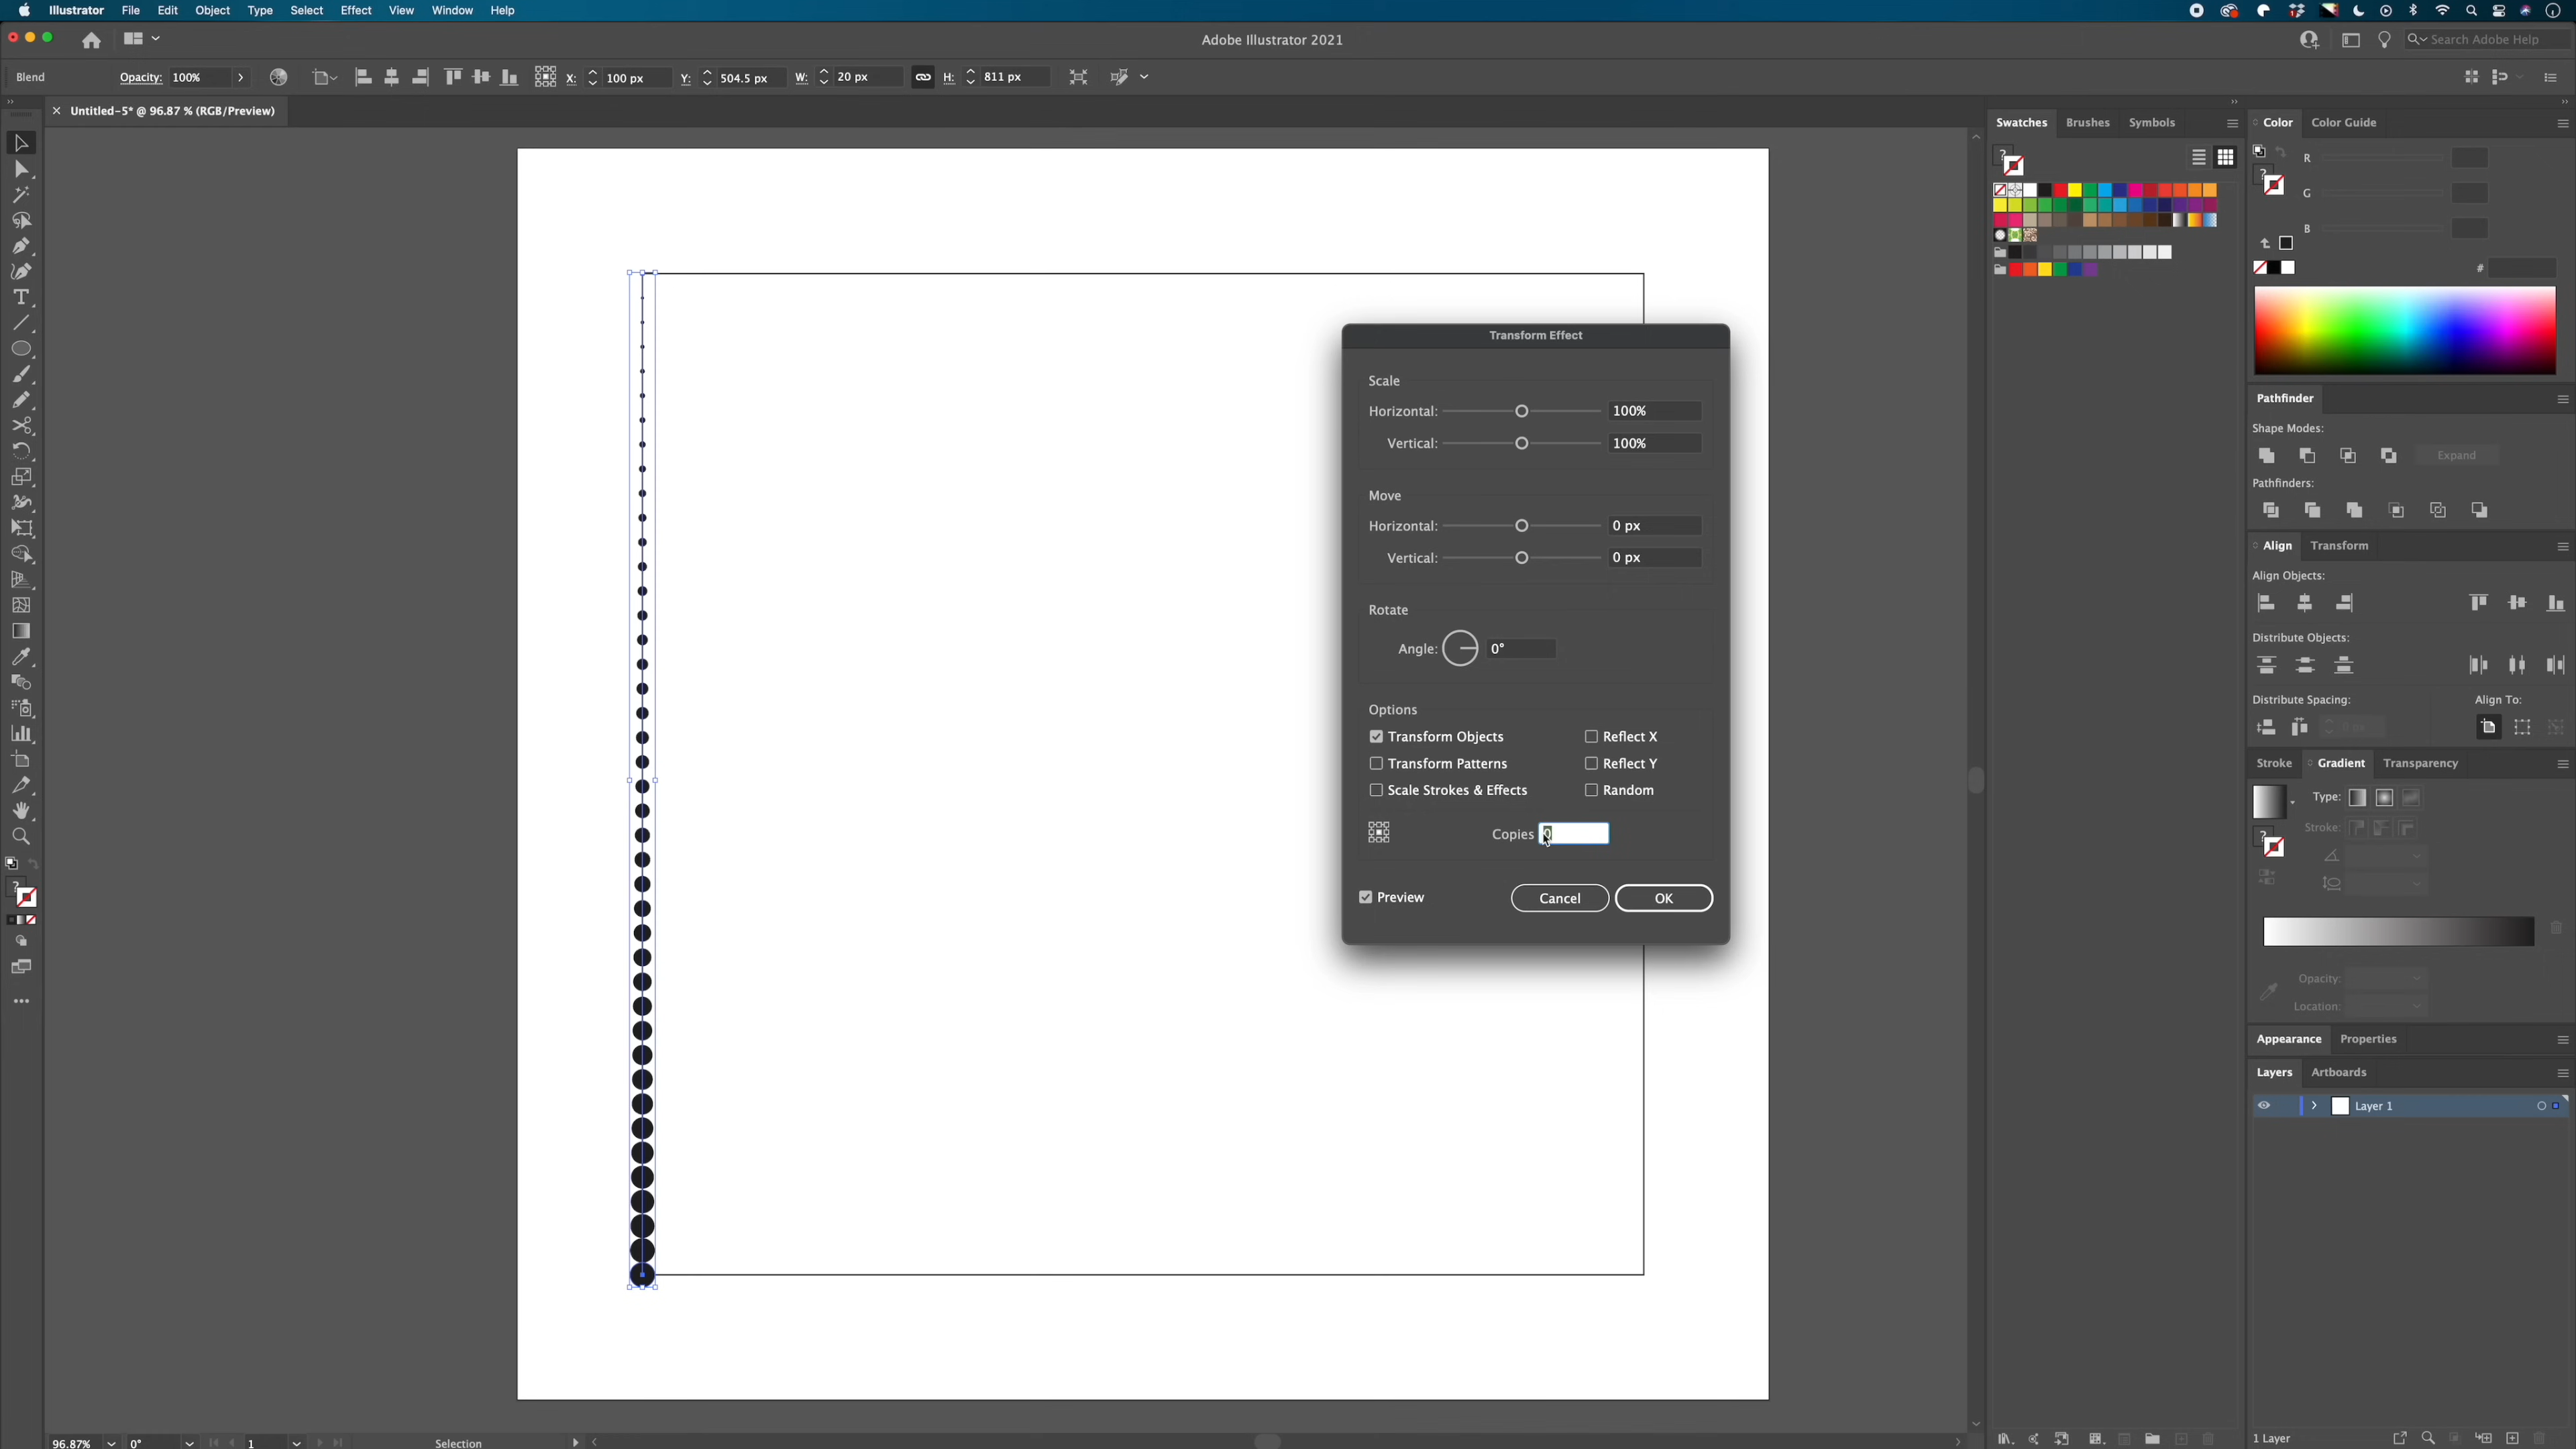 Illustrator File Edit Object Type Select Effect View Window Help
Adobe Illustrator 2021
Search Adobe Help
Blend Opacity: 100% X: 100 px Y: 504.5 px W: 20 px H: 811 px
× Untitled-5* @ 96.87 % (RGB/Preview)
Swatches Brushes Symbols
Color Color Guide
R
G
B
#
Transform Effect
Scale
Horizontal: 100%
Vertical: 100%
Move
Horizontal: 0 px
Vertical: 0 px
Rotate
Angle: 0°
Options
Transform Objects Reflect X
Transform Patterns Reflect Y
Scale Strokes & Effects Random
Copies 0
Preview Cancel OK
Pathfinder
Shape Modes:
Expand
Pathfinders:
Align Transform
Align Objects:
Distribute Objects:
Distribute Spacing: Align To:
0 px
Stroke Gradient Transparency
Type:
Stroke:
Opacity:
Location:
Appearance Properties
Layers Artboards
Layer 1
1 Layer
96.87% 0° 1 Selection